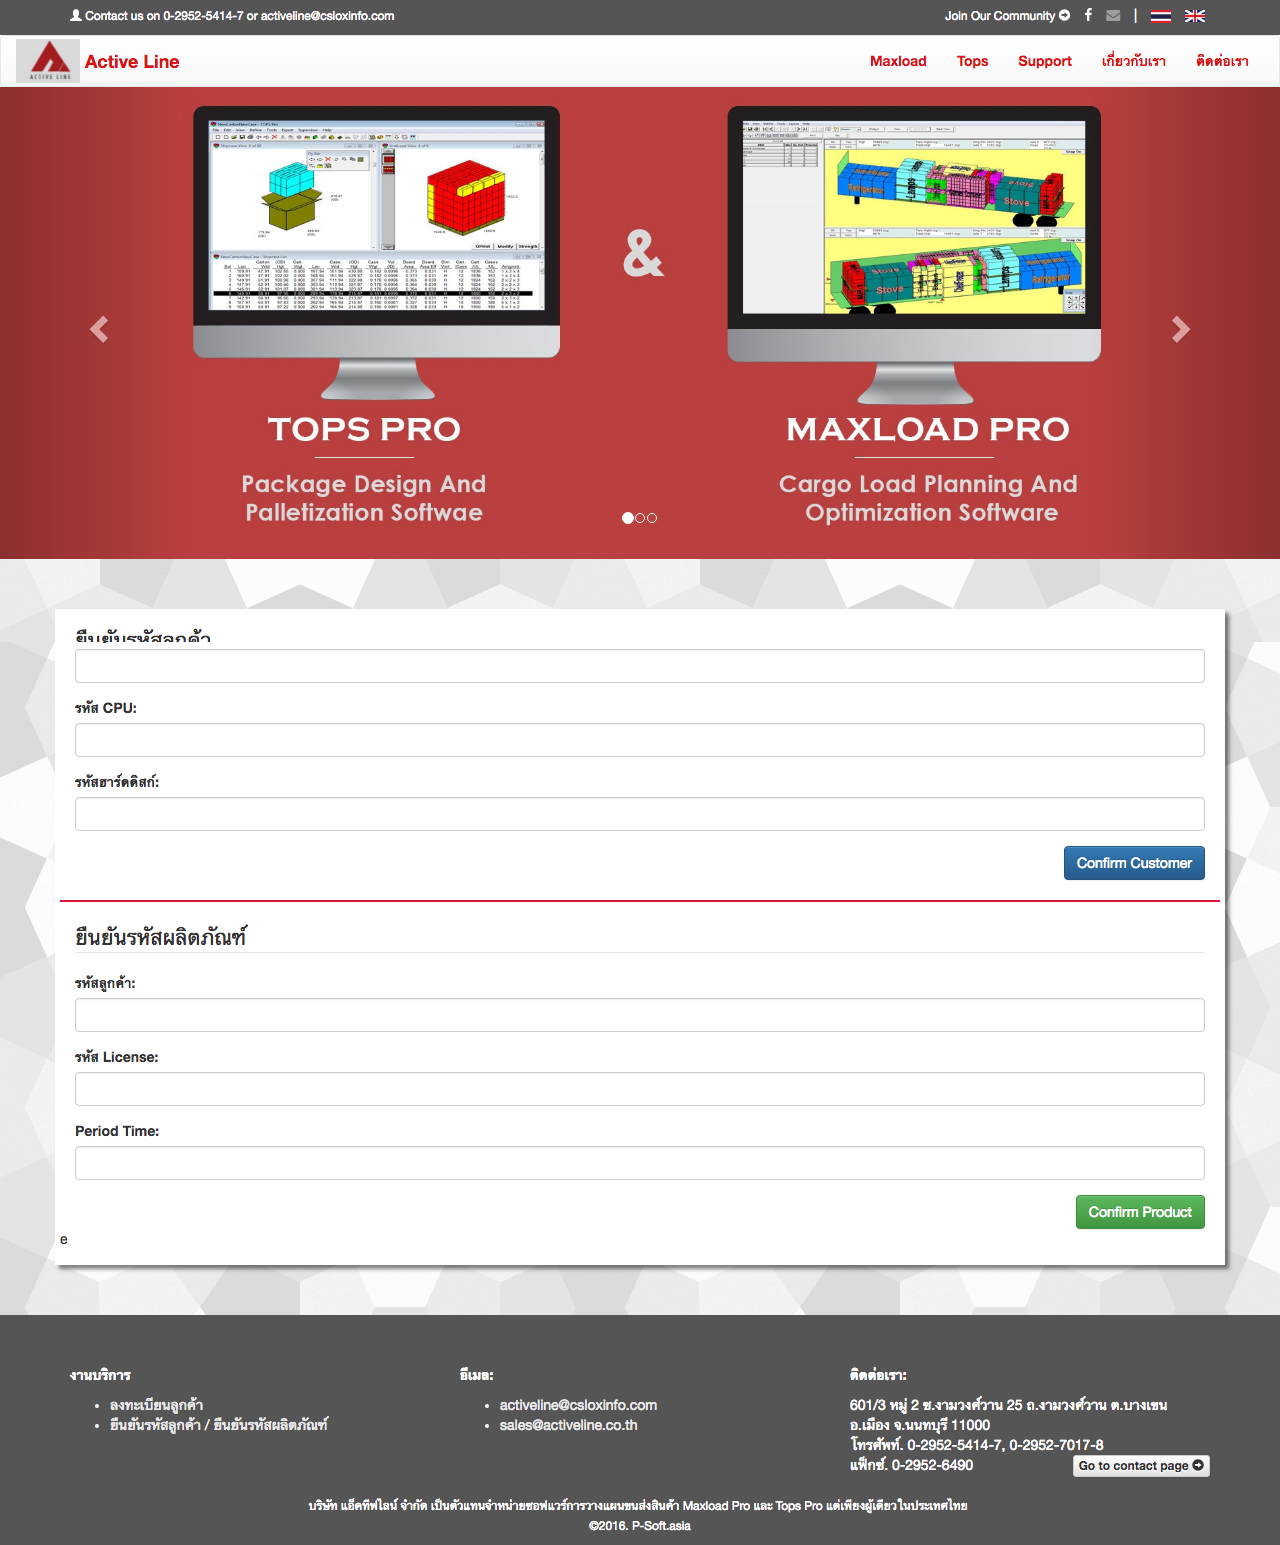 Contact us on 0-2952-5414-7 or activeline@csloxinfo.com
Join Our Community
|
ACTIVE LINE
Active Line
Maxload
Tops
Support
เกี่ยวกับเรา
ติดต่อเรา
&
TOPS PRO
MAXLOAD PRO
Package Design And
Palletization Softwae
Cargo Load Planning And
Optimization Software
ยืนยันรหัสลูกค้า
รหัส CPU:
รหัสฮาร์ดดิสก์:
Confirm Customer
ยืนยันรหัสผลิตภัณฑ์
รหัสลูกค้า:
รหัส License:
Period Time:
Confirm Product
e
งานบริการ
ลงทะเบียนลูกค้า
ยืนยันรหัสลูกค้า / ยืนยันรหัสผลิตภัณฑ์
อีเมล:
activeline@csloxinfo.com
sales@activeline.co.th
ติดต่อเรา:
601/3 หมู่ 2 ซ.งามวงศ์วาน 25 ถ.งามวงศ์วาน ต.บางเขน
อ.เมือง จ.นนทบุรี 11000
โทรศัพท์. 0-2952-5414-7, 0-2952-7017-8
แฟ็กซ์. 0-2952-6490
Go to contact page
บริษัท แอ็คทีฟไลน์ จำกัด เป็นตัวแทนจำหน่ายซอฟแวร์การวางแผนขนส่งสินค้า Maxload Pro และ Tops Pro แต่เพียงผู้เดียวในประเทศไทย
©2016. P-Soft.asia